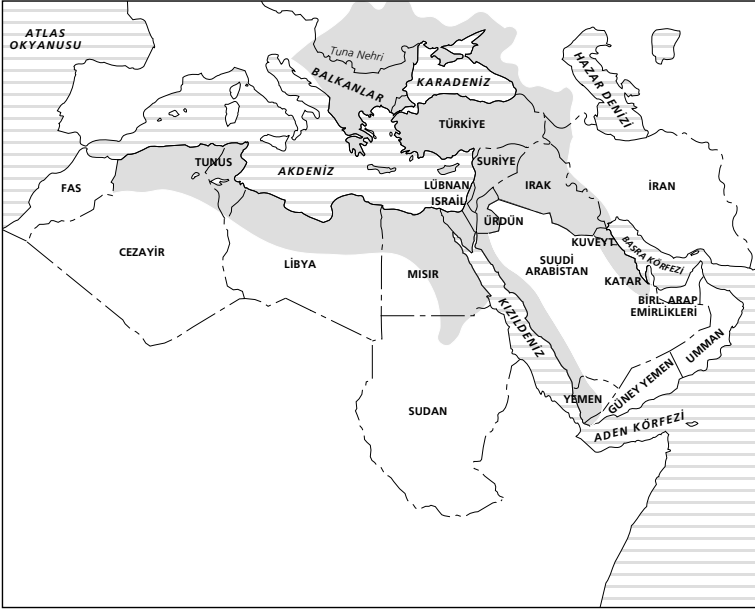 ATLAS
OKYANUSU
Tuna Nehri
BALKANLAR
KARADENİZ
HAZAR DENİZİ
TÜRKİYE
TUNUS
AKDENİZ
SURİYE
FAS
LÜBNAN
IRAK
İRAN
ISRAİL
ÜRDÜN
KUVEYT
BASRA KÖRFEZİ
CEZAYİR
LİBYA
MISIR
SUUDİ
ARABİSTAN
KATAR
BİRL. ARAP
EMİRLİKLERİ
KIZILDENİZ
UMMAN
GÜNEY YEMEN
YEMEN
SUDAN
ADEN KÖRFEZİ